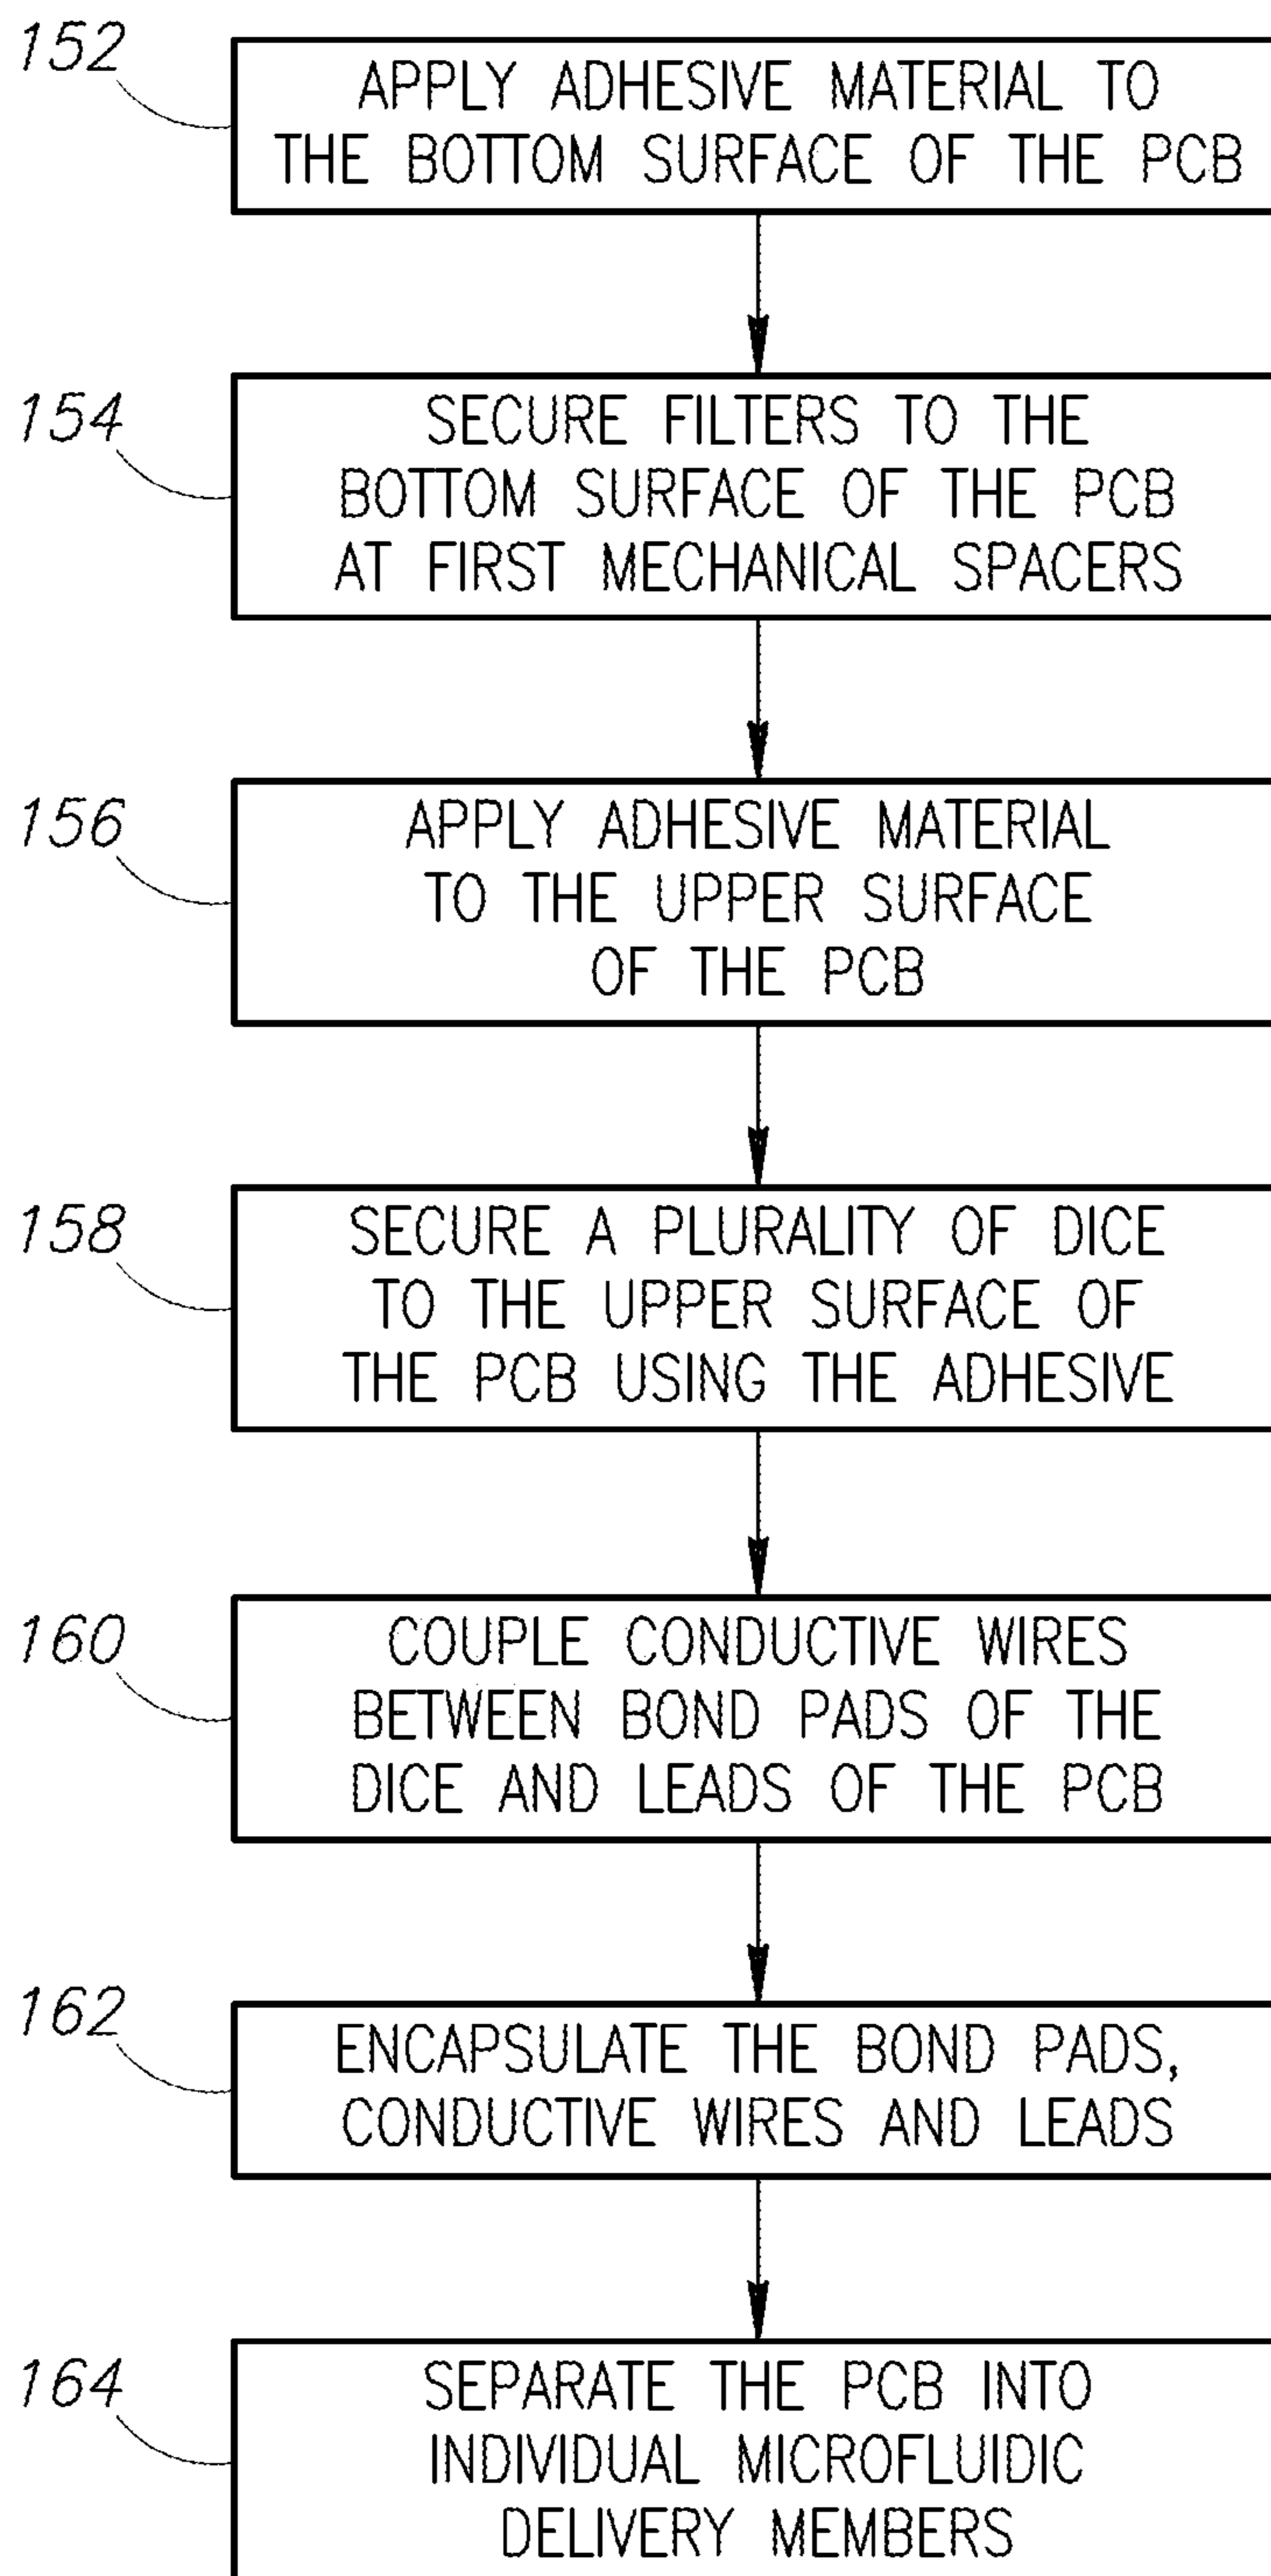 152
APPLY ADHESIVE MATERIAL TO
THE BOTTOM SURFACE OF THE PCB
154
SECURE FILTERS TO THE
BOTTOM SURFACE OF THE PCB
AT FIRST MECHANICAL SPACERS
156
APPLY ADHESIVE MATERIAL
TO THE UPPER SURFACE
OF THE PCB
158
SECURE A PLURALITY OF DICE
TO THE UPPER SURFACE OF
THE PCB USING THE ADHESIVE
160
COUPLE CONDUCTIVE WIRES
BETWEEN BOND PADS OF THE
DICE AND LEADS OF THE PCB
162
ENCAPSULATE THE BOND PADS,
CONDUCTIVE WIRES AND LEADS
164
SEPARATE THE PCB INTO
INDIVIDUAL MICROFLUIDIC
DELIVERY MEMBERS